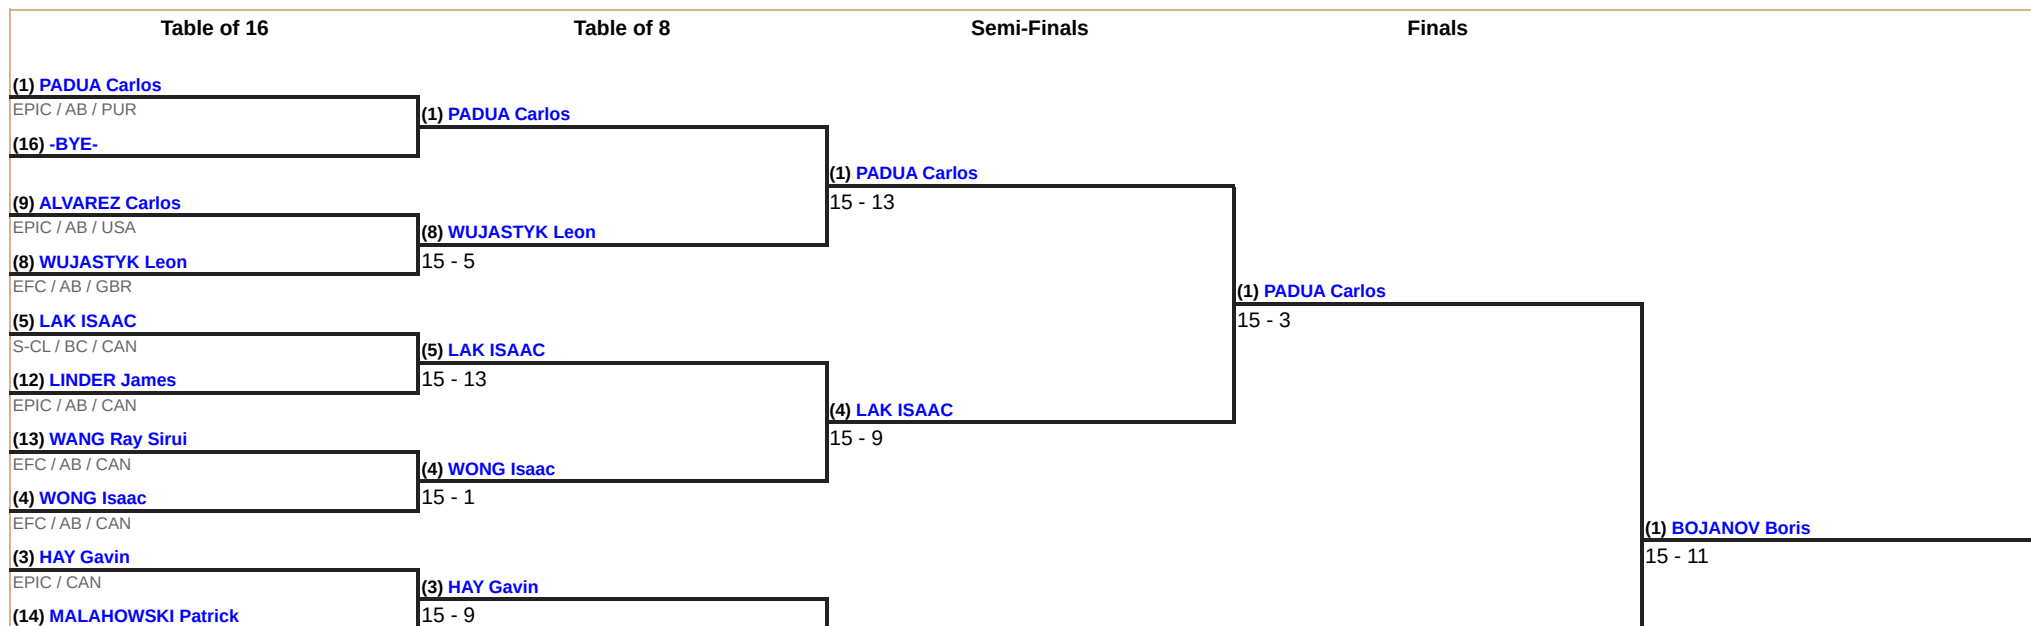 Table of 16 Table of 8 Semi-Finals Finals
(1) PADUA Carlos
EPIC / AB / PUR
(1) PADUA Carlos
(16) -BYE-
(1) PADUA Carlos
15 - 13
(9) ALVAREZ Carlos
EPIC / AB / USA
(8) WUJASTYK Leon
15 - 5
(8) WUJASTYK Leon
EFC / AB / GBR
(1) PADUA Carlos
15 - 3
(5) LAK ISAAC
S-CL / BC / CAN
(5) LAK ISAAC
15 - 13
(12) LINDER James
EPIC / AB / CAN
(4) LAK ISAAC
15 - 9
(13) WANG Ray Sirui
EFC / AB / CAN
(4) WONG Isaac
15 - 1
(4) WONG Isaac
EFC / AB / CAN
(1) BOJANOV Boris
15 - 11
(3) HAY Gavin
EPIC / CAN
(3) HAY Gavin
15 - 9
(14) MALAHOWSKI Patrick